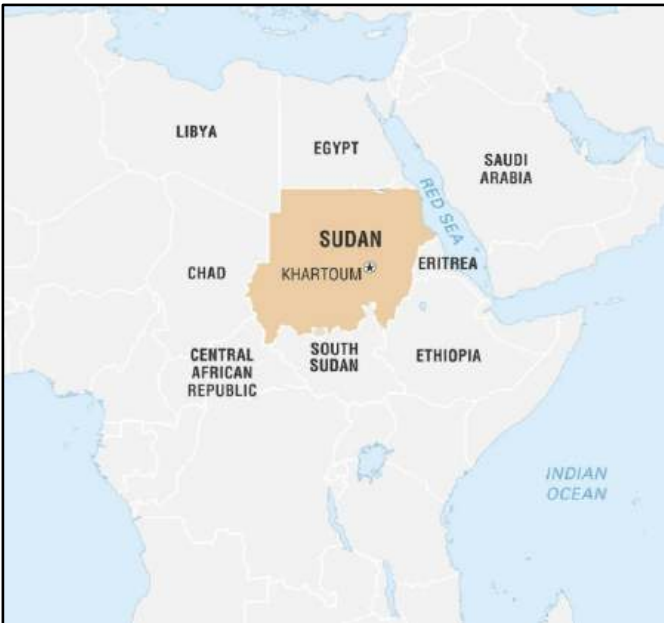 LIBYA
EGYPT
SAUDI
ARABIA
RED SEA
SUDAN
KHARTOUM
ERITREA
CHAD
CENTRAL
AFRICAN
REPUBLIC
SOUTH
SUDAN
ETHIOPIA
INDIAN
OCEAN